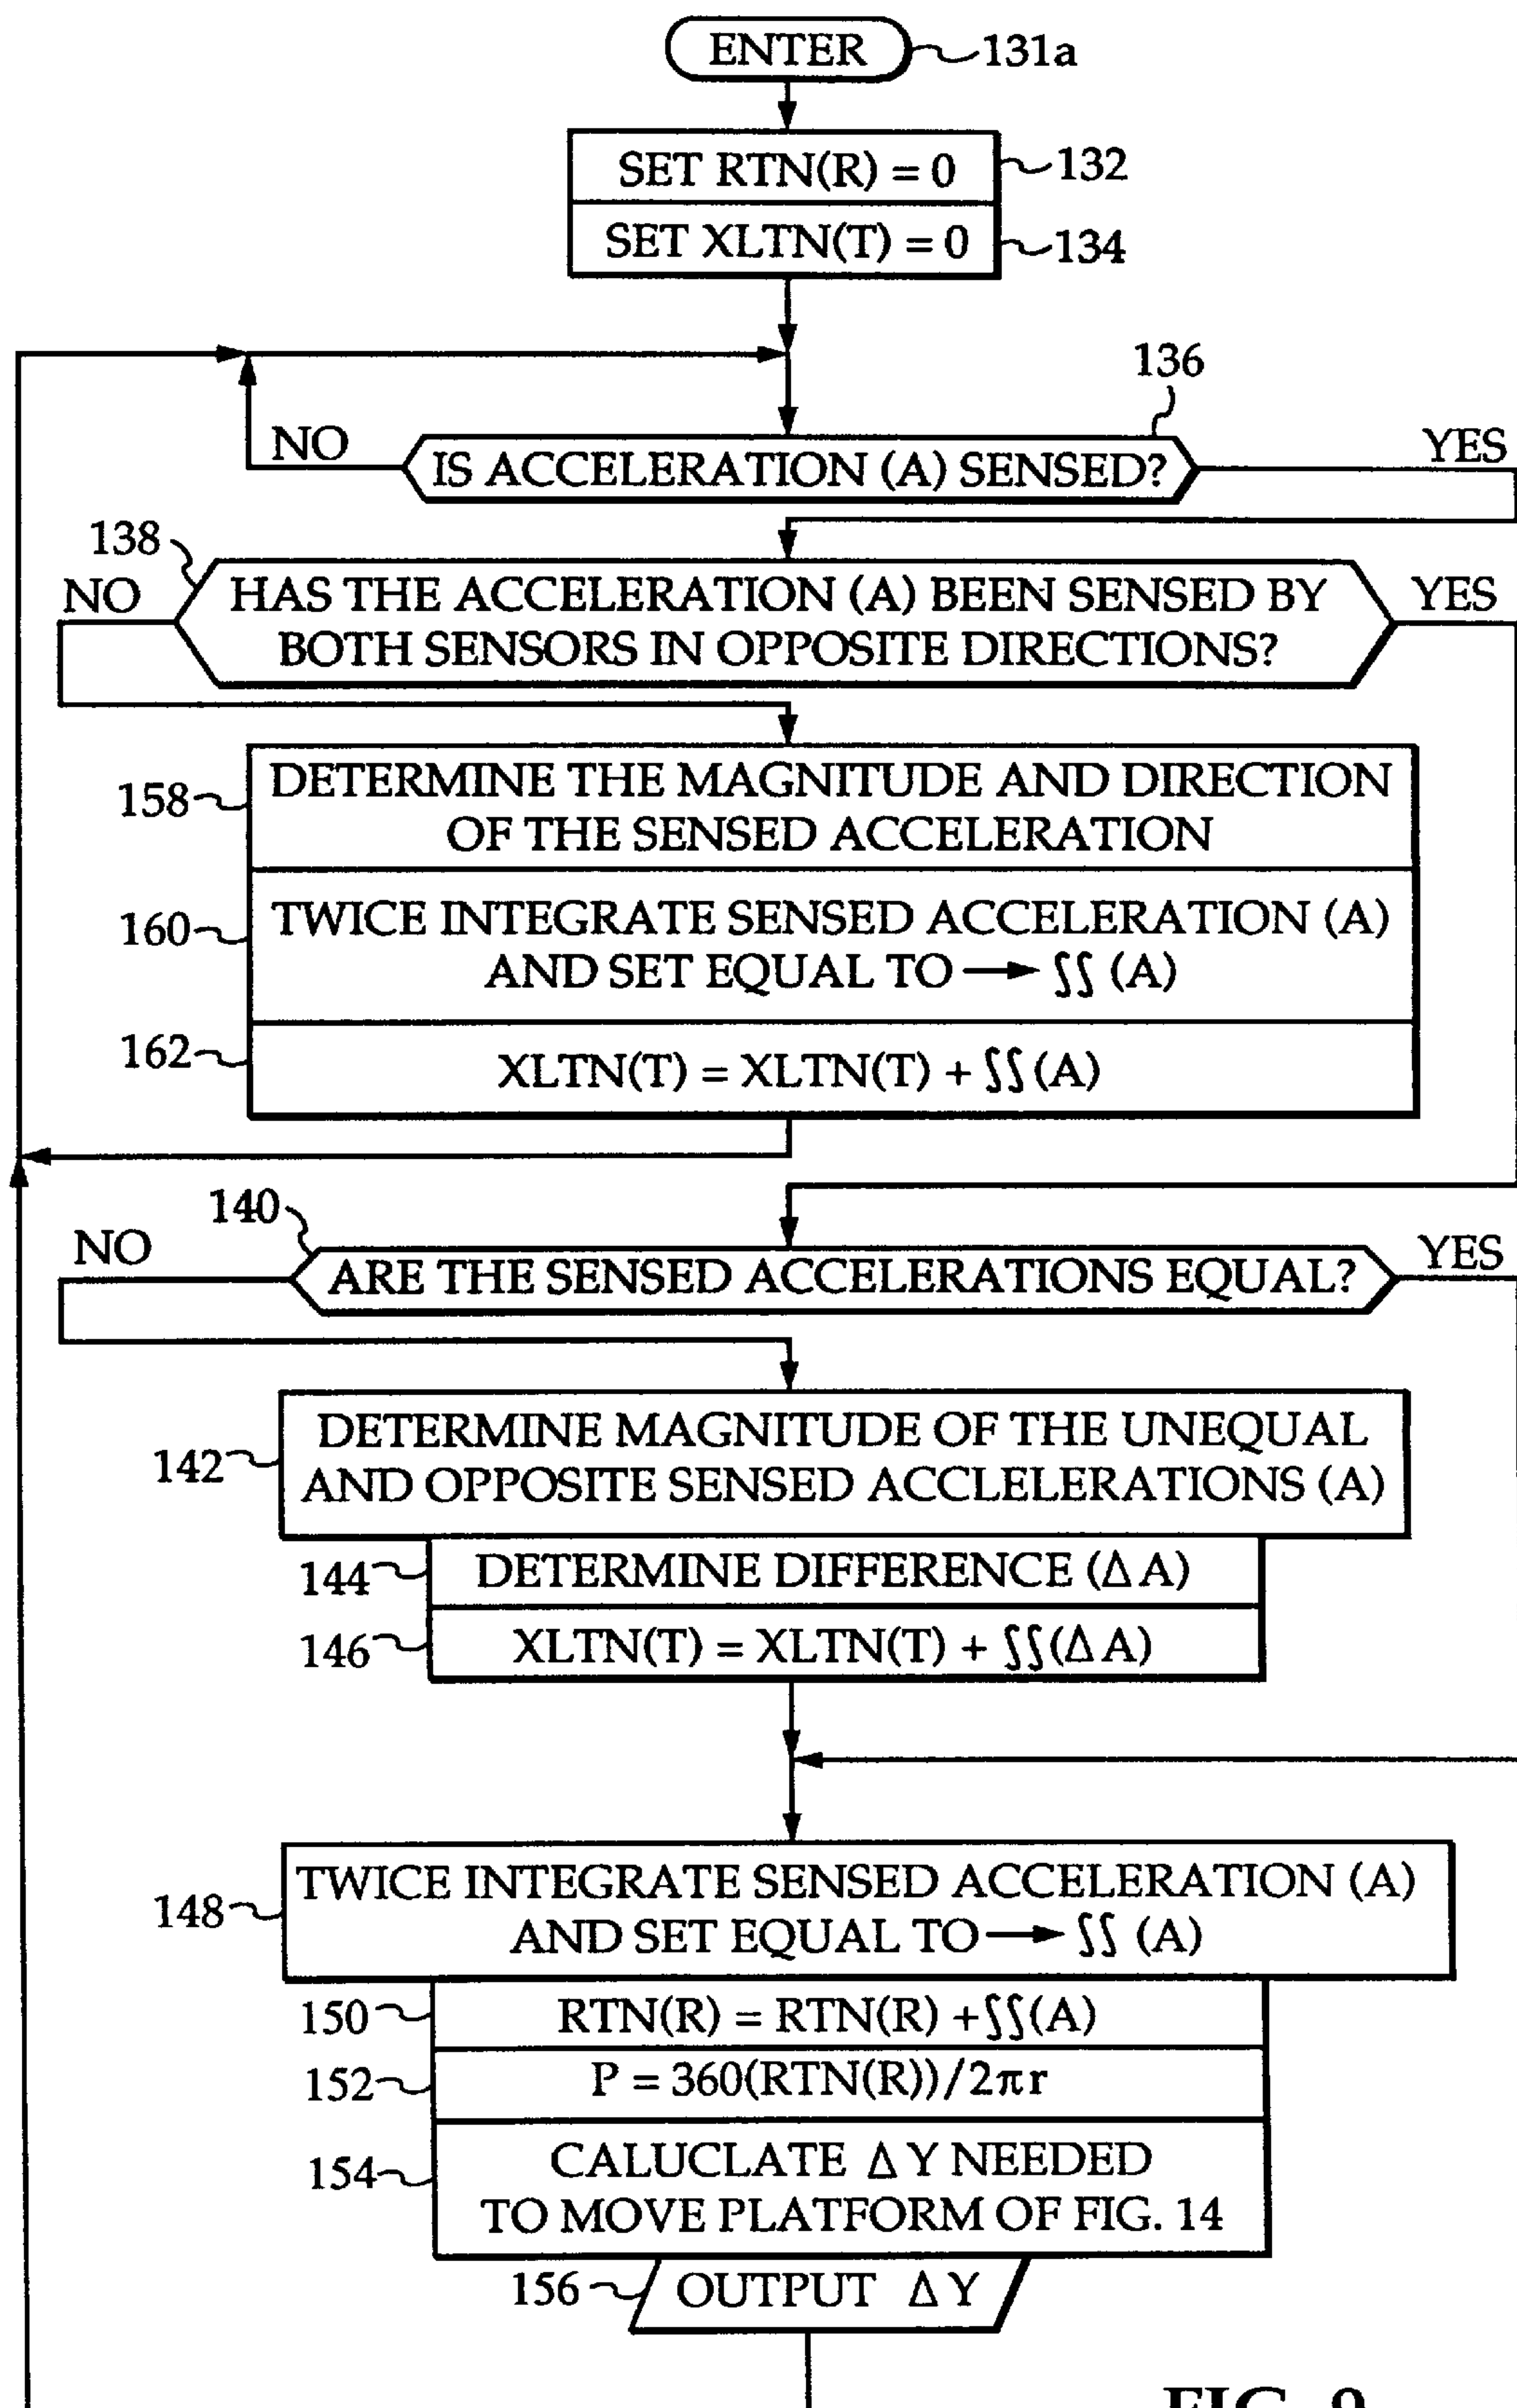 ENTER 131a
SET RTN(R) = 0 132
SET XLTN(T) = 0 134
136
NO IS ACCELERATION (A) SENSED? YES
138
NO HAS THE ACCELERATION (A) BEEN SENSED BY YES
BOTH SENSORS IN OPPOSITE DIRECTIONS?
158 DETERMINE THE MAGNITUDE AND DIRECTION
OF THE SENSED ACCELERATION
160 TWICE INTEGRATE SENSED ACCELERATION (A)
AND SET EQUAL TO → ∫∫ (A)
162 XLTN(T) = XLTN(T) + ∫∫ (A)
140
NO ARE THE SENSED ACCELERATIONS EQUAL? YES
142 DETERMINE MAGNITUDE OF THE UNEQUAL
AND OPPOSITE SENSED ACCLELERATIONS (A)
144 DETERMINE DIFFERENCE (Δ A)
146 XLTN(T) = XLTN(T) + ∫∫(Δ A)
148 TWICE INTEGRATE SENSED ACCELERATION (A)
AND SET EQUAL TO → ∫∫ (A)
150 RTN(R) = RTN(R) +∫∫(A)
152 P = 360(RTN(R))/2πr
154 CALUCLATE Δ Y NEEDED
TO MOVE PLATFORM OF FIG. 14
156 OUTPUT Δ Y